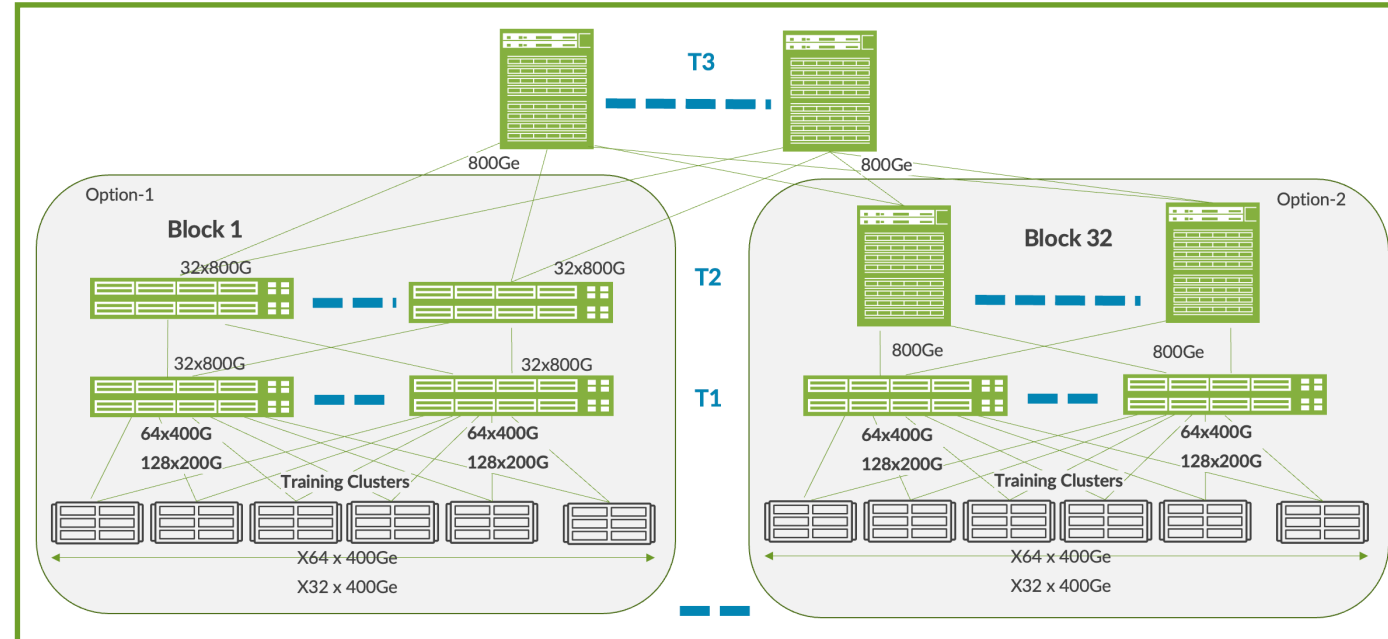 T3
800Ge
800Ge
Option-1
Option-2
Block 1
Block 32
32x800G
32x800G
T2
32x800G
32x800G
800Ge
800Ge
T1
64x400G
64x400G
64x400G
64x400G
128x200G
128x200G
128x200G
128x200G
Training Clusters
Training Clusters
X64 x 400Ge
X64 x 400Ge
X32 x 400Ge
X32 x 400Ge